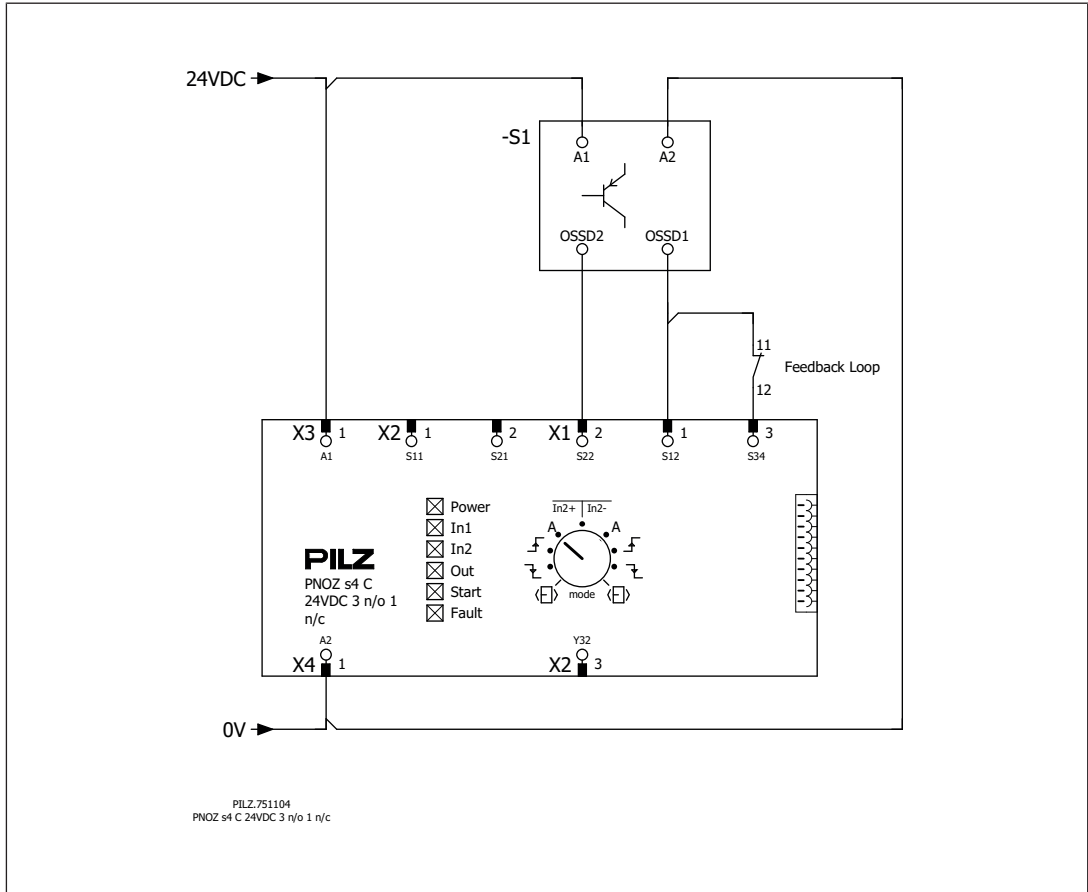 24VDC
-S1
A1
A2
OSSD2
OSSD1
11
Feedback Loop
12
X3 1
X2 1
2
X1 2
1
3
A1
S11
S21
S22
S12
S34
Power
In1
In2
Out
Start
Fault
In2+
In2-
A
A
mode
PILZ
PNOZ s4 C
24VDC 3 n/o 1
n/c
A2
X4 1
Y32
X2 3
0V
PILZ.751104
PNOZ s4 C 24VDC 3 n/o 1 n/c